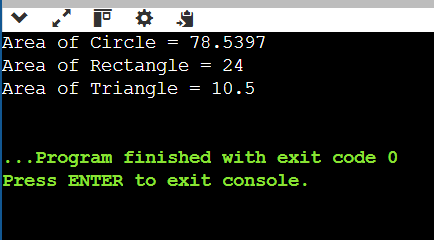 Area of Circle = 78.5397
Area of Rectangle = 24
Area of Triangle = 10.5
...Program finished with exit code 0
Press ENTER to exit console.